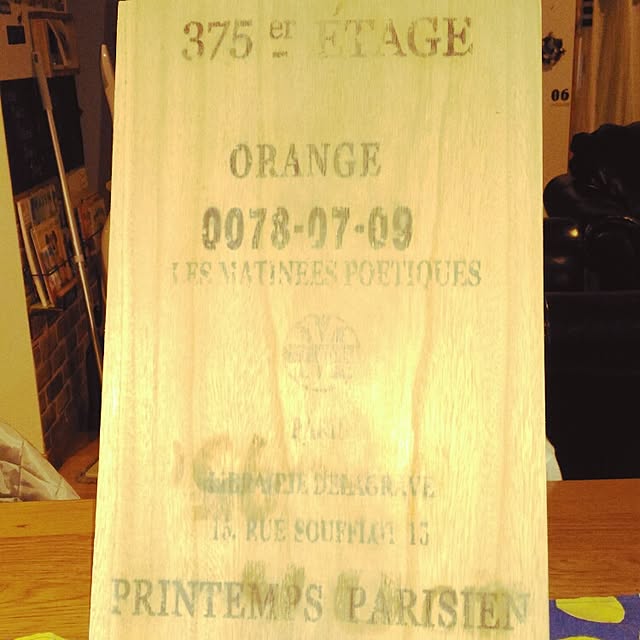 375 er ÉTAGE
06
ORANGE
0078-07-09
LES MATINEES POETIQUES
PARIS
LIBRAIRIE DELAGRAVE
15, RUE SOUFFLOT 15
PRINTEMPS PARISIEN